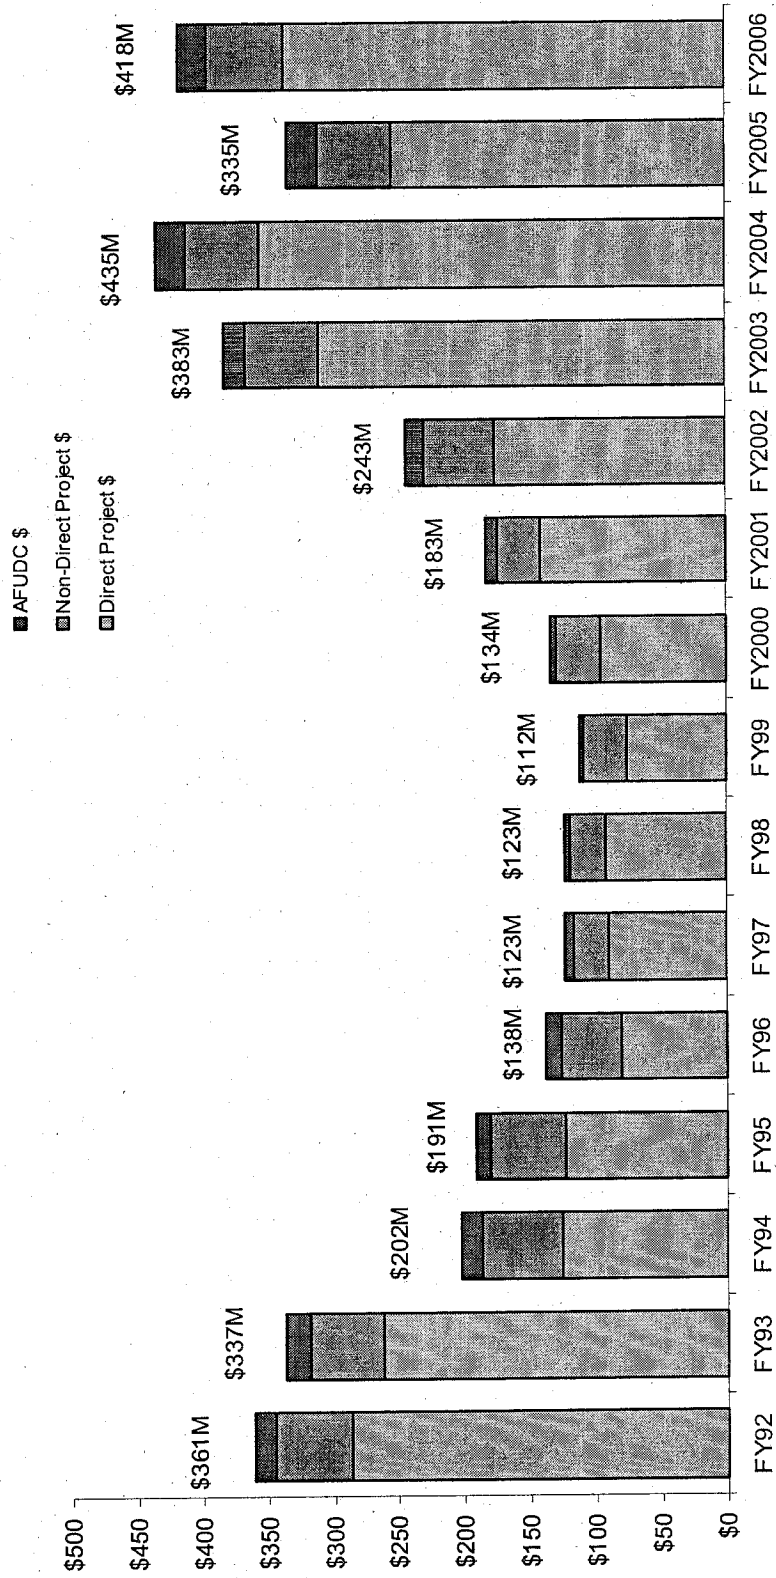 AFUDC $
Non-Direct Project $
Direct Project $
$500
$450
$400
$350
$300
$250
$200
$150
$100
$50
$0
$361M
$337M
$202M
$191M
$138M
$123M
$123M
$112M
$134M
$183M
$243M
$383M
$435M
$335M
$418M
FY92
FY93
FY94
FY95
FY96
FY97
FY98
FY99
FY2000
FY2001
FY2002
FY2003
FY2004
FY2005
FY2006